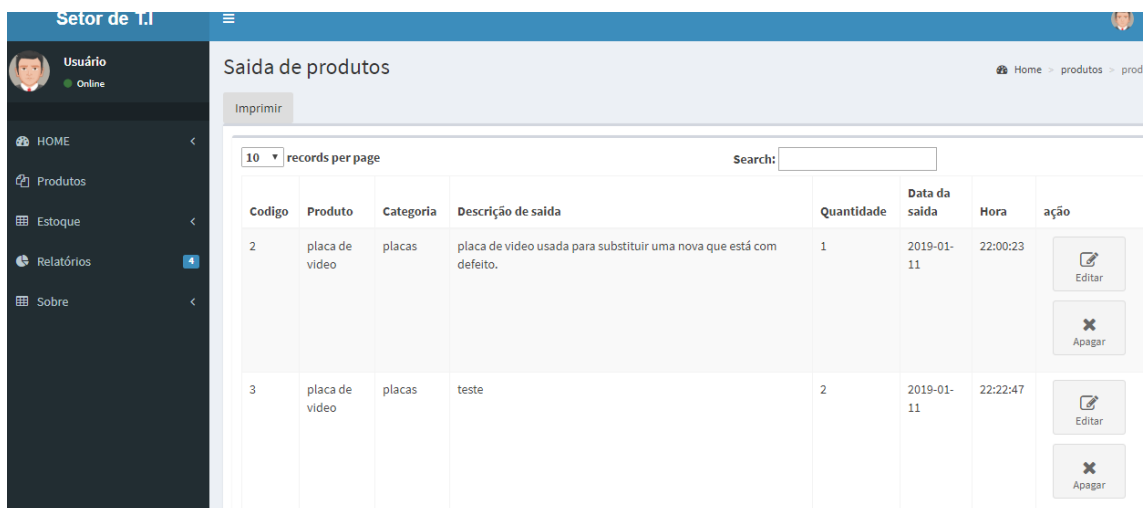 Setor de T.I
Usuário
Online
HOME
Produtos
Estoque
Relatórios
4
Sobre
Saida de produtos
Home > produtos > prod
Imprimir
10 records per page
Search:
Codigo Produto Categoria Descrição de saida Quantidade Data da saida Hora ação
2 placa de video placas placa de video usada para substituir uma nova que está com defeito. 1 2019-01-11 22:00:23
Editar
Apagar
3 placa de video placas teste 2 2019-01-11 22:22:47
Editar
Apagar